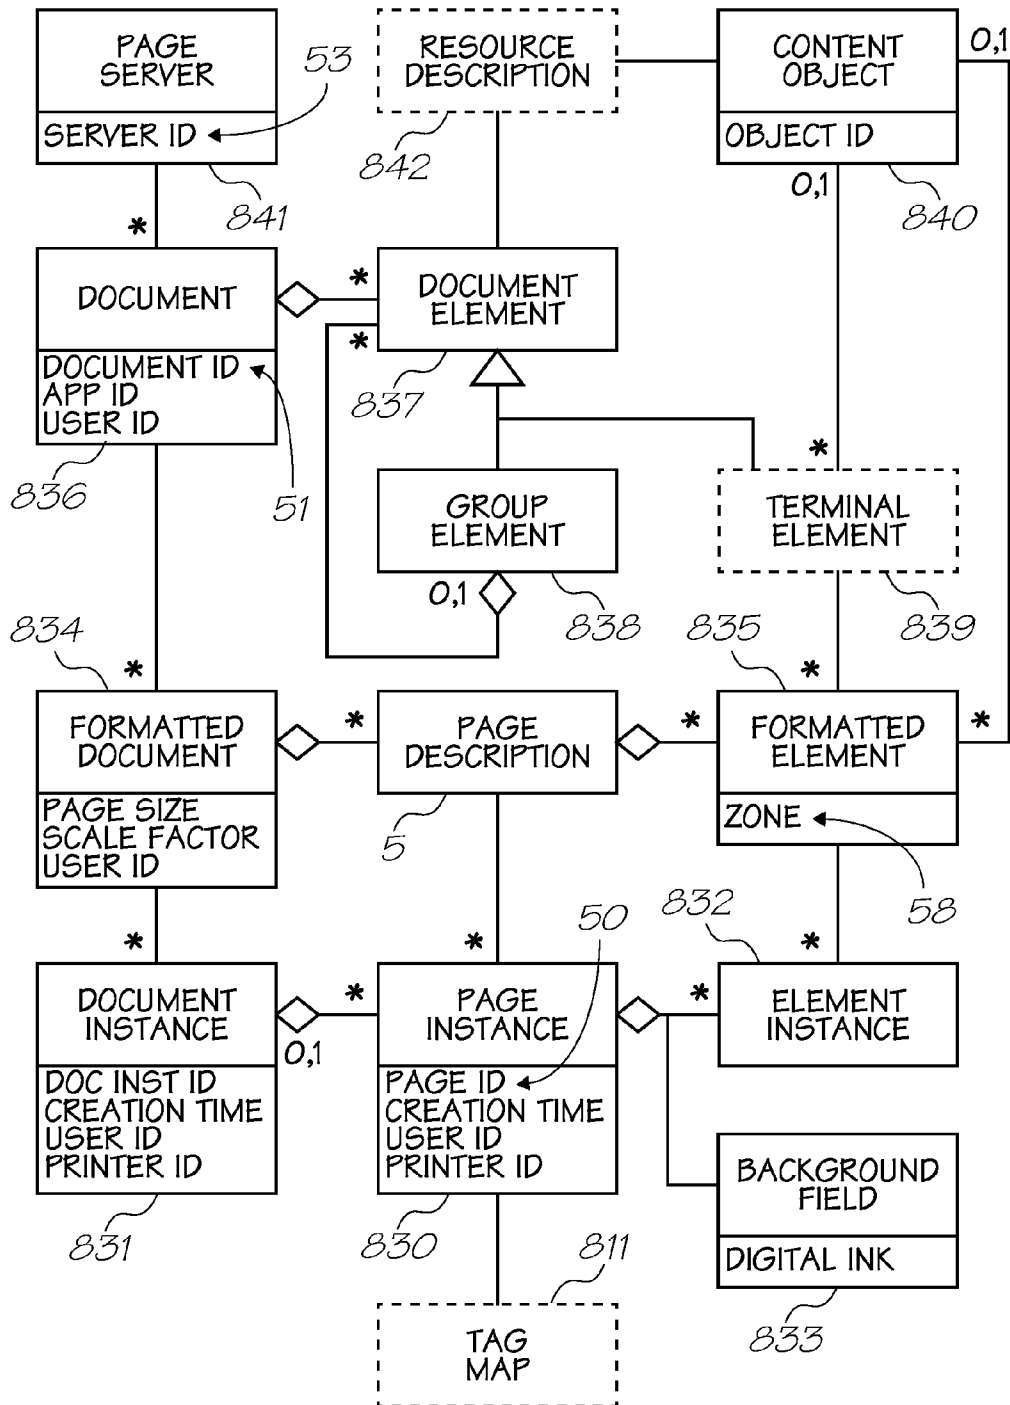 PAGE
SERVER
SERVER ID
53
841
RESOURCE
DESCRIPTION
842
CONTENT
OBJECT
OBJECT ID
0,1
0,1
840
*
DOCUMENT
DOCUMENT ID
APP ID
USER ID
836
51
*
DOCUMENT
ELEMENT
*
837
GROUP
ELEMENT
0,1
838
*
TERMINAL
ELEMENT
839
834
*
FORMATTED
DOCUMENT
PAGE SIZE
SCALE FACTOR
USER ID
*
PAGE
DESCRIPTION
5
835
*
*
FORMATTED
ELEMENT
*
ZONE
58
*
DOCUMENT
INSTANCE
0,1
DOC INST ID
CREATION TIME
USER ID
PRINTER ID
831
*
*
50
PAGE
INSTANCE
PAGE ID
CREATION TIME
USER ID
PRINTER ID
830
832
*
*
ELEMENT
INSTANCE
BACKGROUND
FIELD
DIGITAL INK
833
811
TAG
MAP